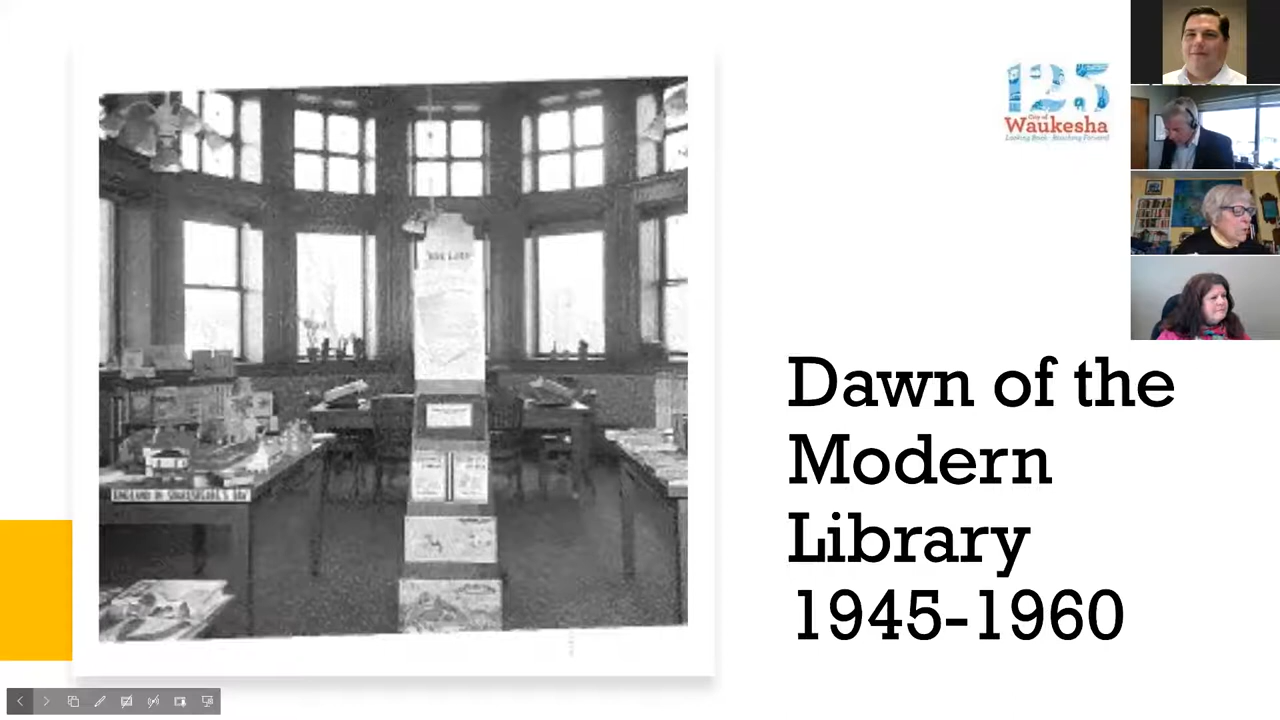 125
City of
Waukesha
Looking Back - Reaching Forward
ENGLAND IN SHAKESPEARE'S DAY
Dawn of the
Modern
Library
1945-1960